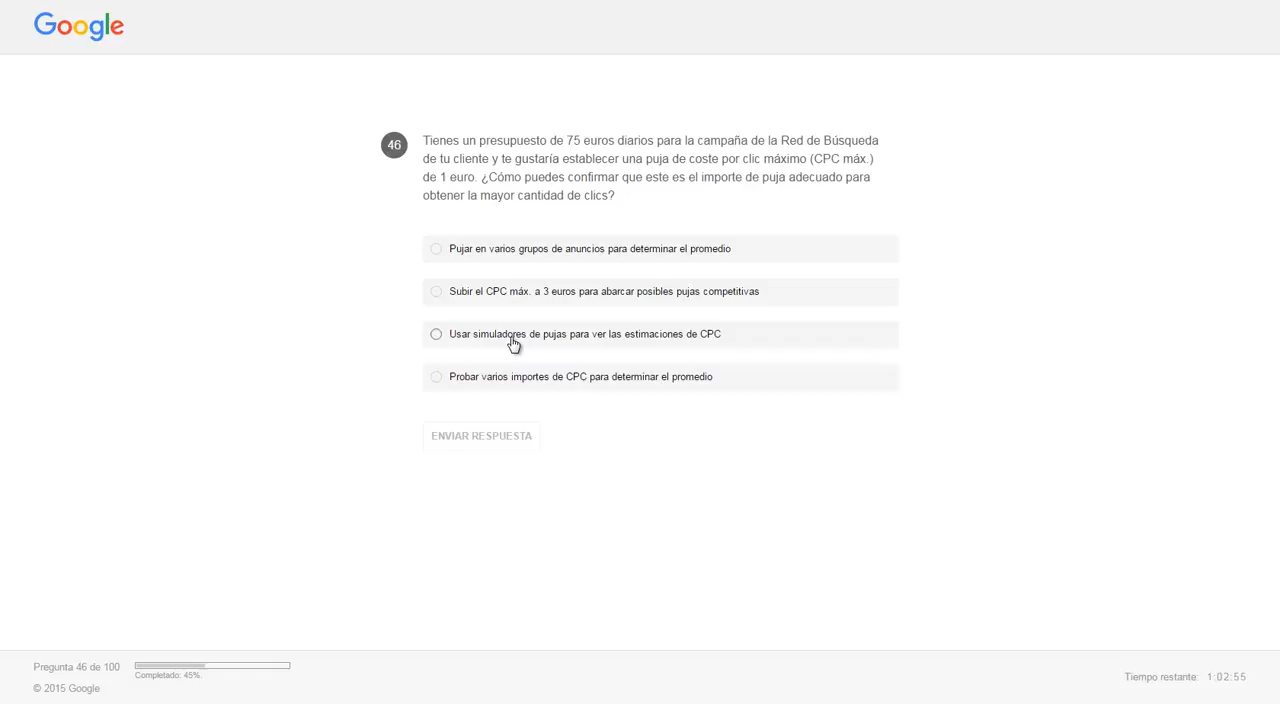 Google
46
Tienes un presupuesto de 75 euros diarios para la campaña de la Red de Búsqueda
de tu cliente y te gustaría establecer una puja de coste por clic máximo (CPC máx.)
de 1 euro. ¿Cómo puedes confirmar que este es el importe de puja adecuado para
obtener la mayor cantidad de clics?
Pujar en varios grupos de anuncios para determinar el promedio
Subir el CPC máx. a 3 euros para abarcar posibles pujas competitivas
Usar simuladores de pujas para ver las estimaciones de CPC
Probar varios importes de CPC para determinar el promedio
ENVIAR RESPUESTA
Pregunta 46 de 100
Completado: 45%.
© 2015 Google
Tiempo restante: 1:02:55